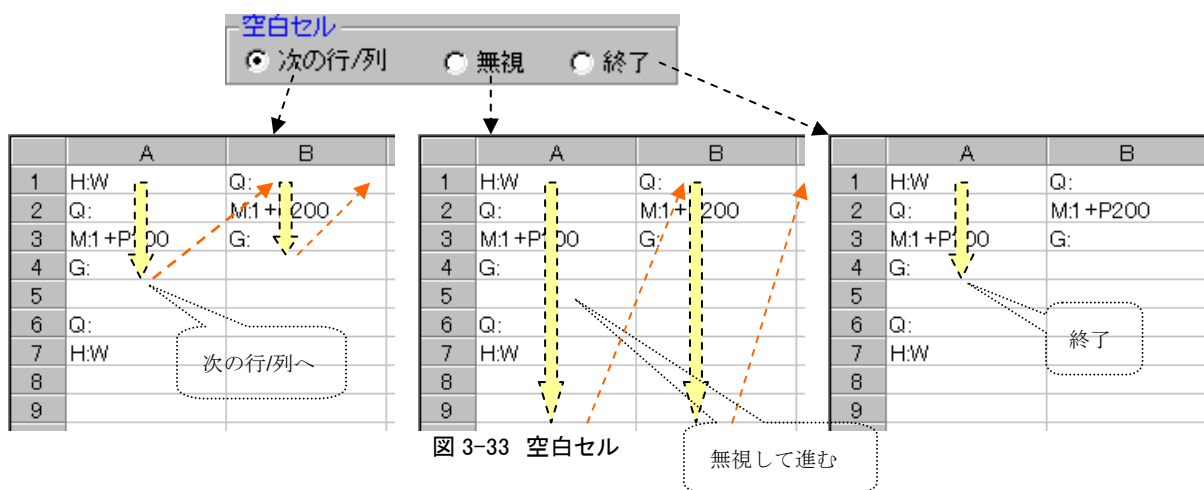 空白セル
次の行/列 無視 終了
A B
1 H:W Q:
2 Q: M:1+P200
3 M:1+P200 G:
4 G:
5
6 Q:
7 H:W
8
9
次の行/列へ
A B
1 H:W Q:
2 Q: M:1+P200
3 M:1+P200 G:
4 G:
5
6 Q:
7 H:W
8
9
無視して進む
A B
1 H:W Q:
2 Q: M:1+P200
3 M:1+P200 G:
4 G:
5
6 Q:
7 H:W
8
9
終了
図 3-33 空白セル